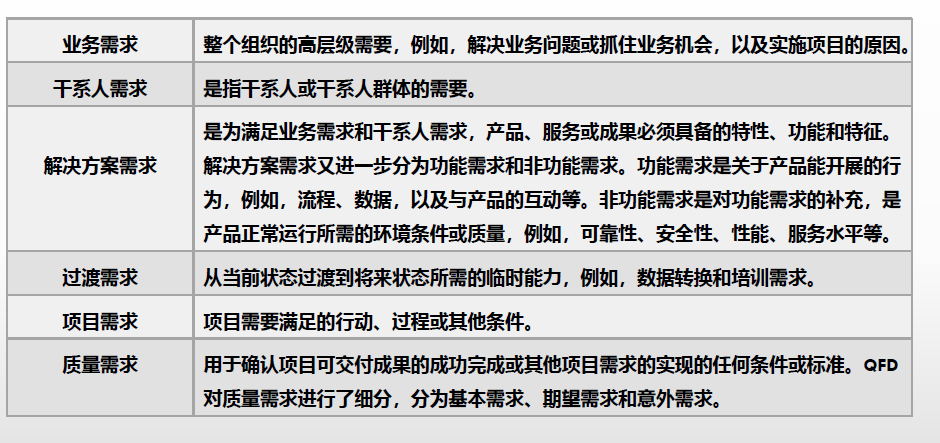 业务需求
整个组织的高层级需要，例如，解决业务问题或抓住业务机会，以及实施项目的原因。
干系人需求
是指干系人或干系人群体的需要。
解决方案需求
是为满足业务需求和干系人需求，产品、服务或成果必须具备的特性、功能和特征。
解决方案需求又进一步分为功能需求和非功能需求。功能需求是关于产品能开展的行
为，例如，流程、数据，以及与产品的互动等。非功能需求是对功能需求的补充，是
产品正常运行所需的环境条件或质量，例如，可靠性、安全性、性能、服务水平等。
过渡需求
从当前状态过渡到将来状态所需的临时能力，例如，数据转换和培训需求。
项目需求
项目需要满足的行动、过程或其他条件。
质量需求
用于确认项目可交付成果的成功完成或其他项目需求的实现的任何条件或标准。QFD
对质量需求进行了细分，分为基本需求、期望需求和意外需求。